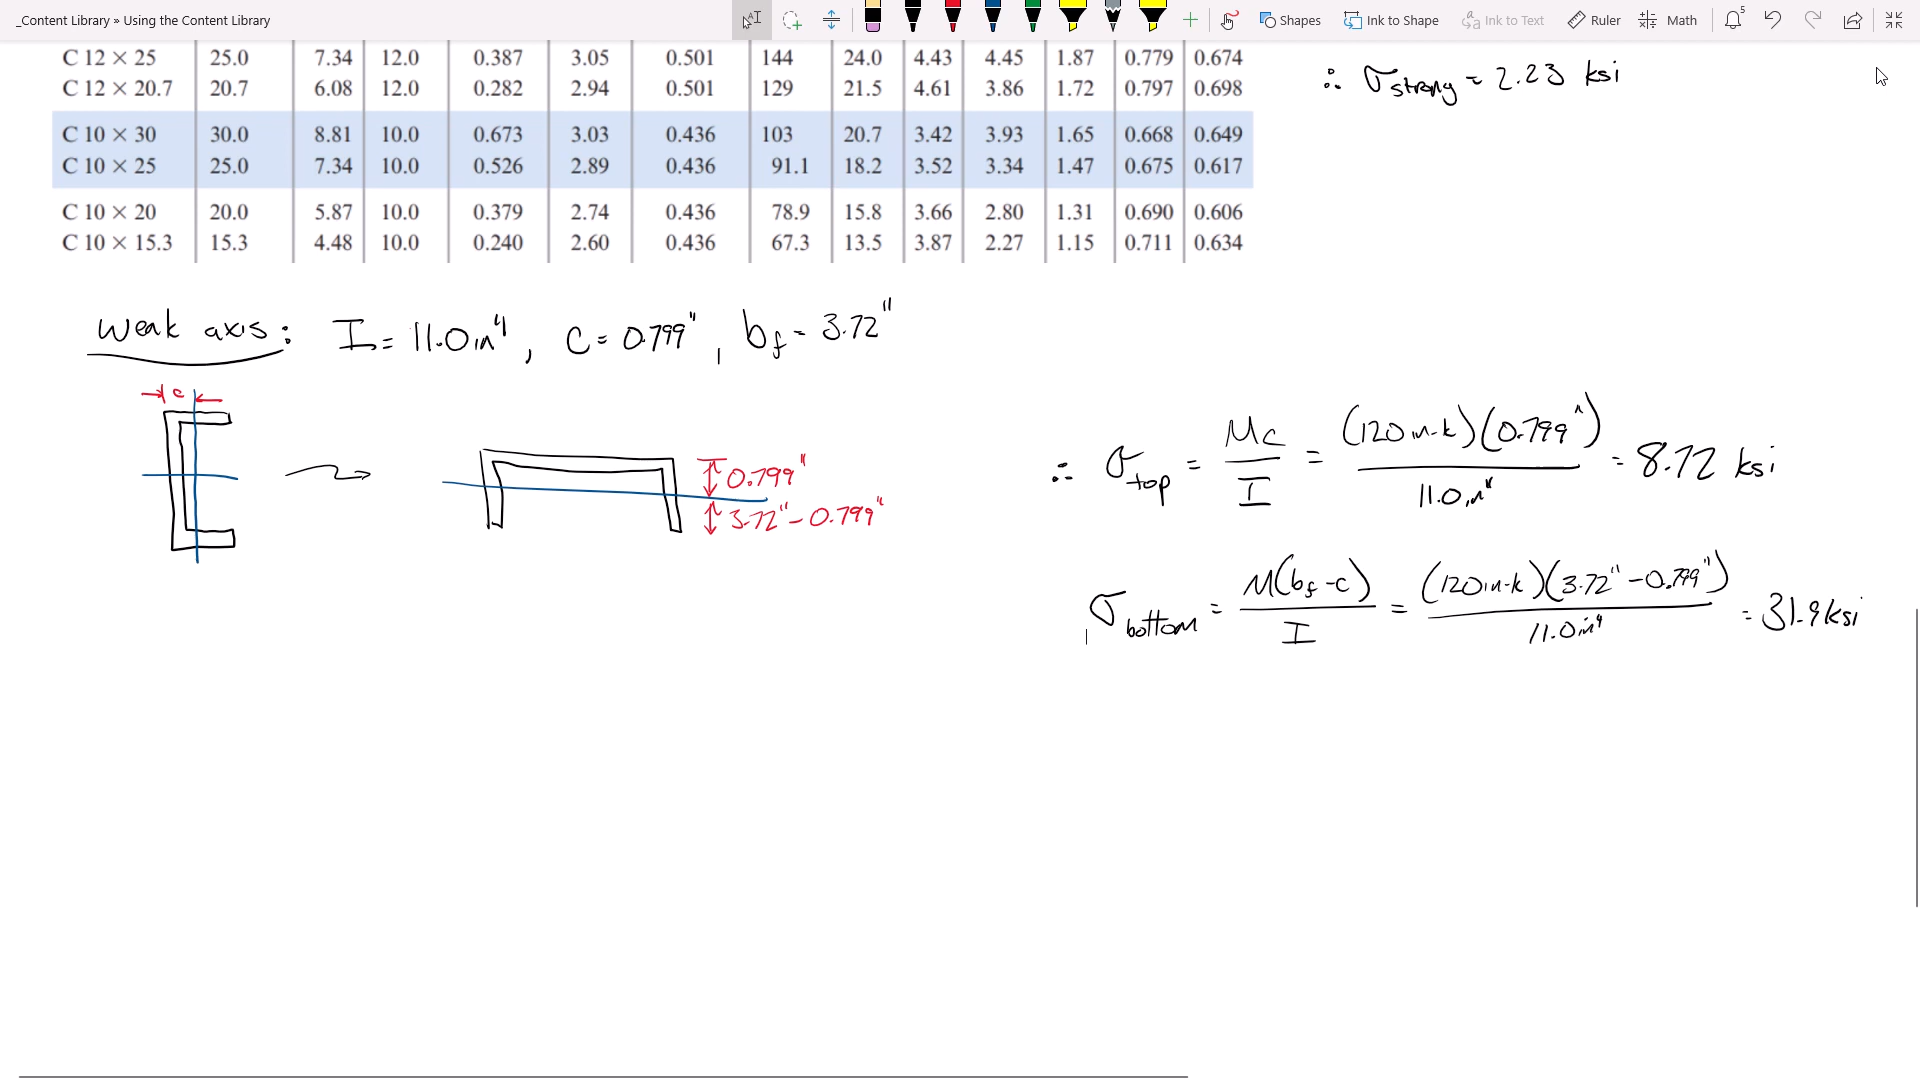 _Content Library » Using the Content Library
Shapes Ink to Shape Ink to Text Ruler Math 5
C 12 × 25 25.0 7.34 12.0 0.387 3.05 0.501 144 24.0 4.43 4.45 1.87 0.779 0.674
C 12 × 20.7 20.7 6.08 12.0 0.282 2.94 0.501 129 21.5 4.61 3.86 1.72 0.797 0.698
∴ σstrong = 2.23 ksi
C 10 × 30 30.0 8.81 10.0 0.673 3.03 0.436 103 20.7 3.42 3.93 1.65 0.668 0.649
C 10 × 25 25.0 7.34 10.0 0.526 2.89 0.436 91.1 18.2 3.52 3.34 1.47 0.675 0.617
C 10 × 20 20.0 5.87 10.0 0.379 2.74 0.436 78.9 15.8 3.66 2.80 1.31 0.690 0.606
C 10 × 15.3 15.3 4.48 10.0 0.240 2.60 0.436 67.3 13.5 3.87 2.27 1.15 0.711 0.634
weak axis: I = 11.0 in⁴, c = 0.799", bf = 3.72"
c
0.799"
3.72" - 0.799"
∴ σtop = Mc / I = (120 in-k)(0.799") / 11.0 in⁴ = 8.72 ksi
σbottom = M(bf - c) / I = (120 in-k)(3.72" - 0.799") / 11.0 in⁴ = 31.9 ksi